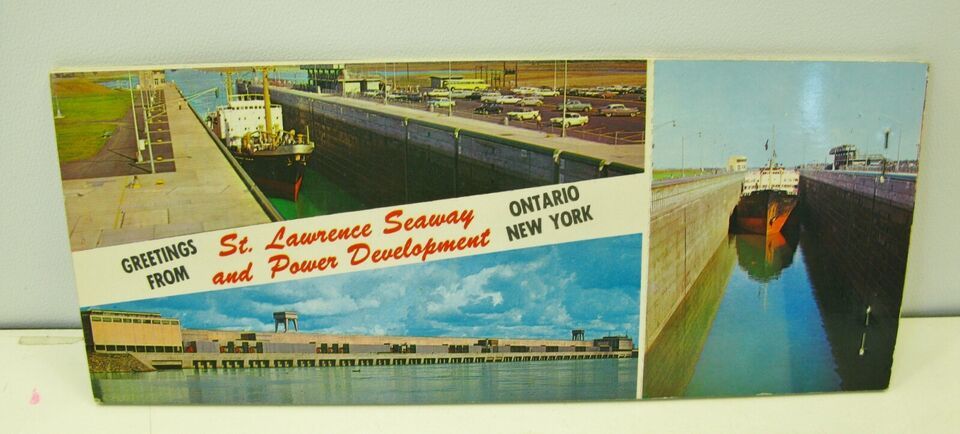 GREETINGS
FROM
St. Lawrence Seaway
and Power Development
ONTARIO
NEW YORK